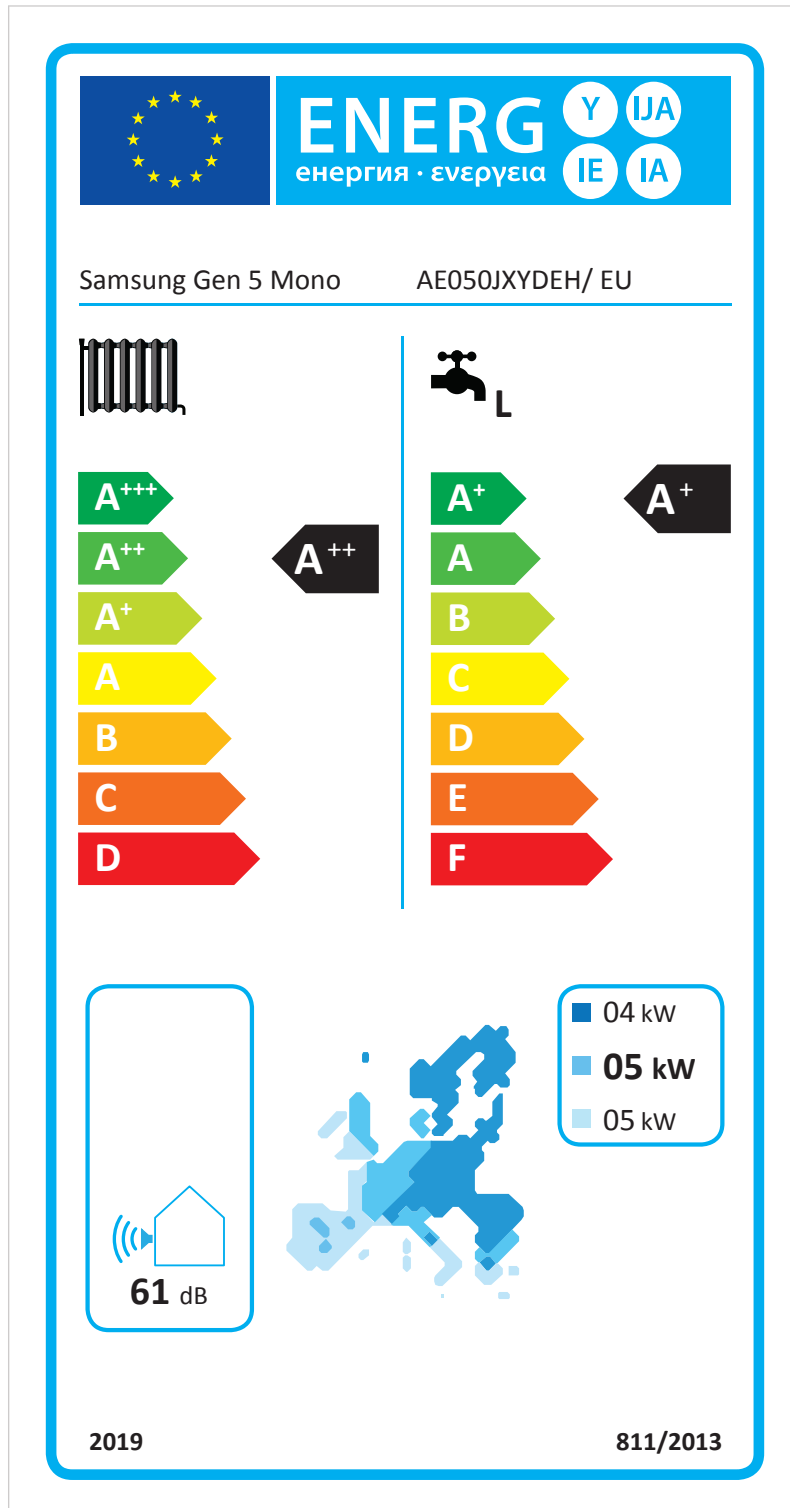 ENERG
енергия · ενεργεια
Y IJA
IE IA
Samsung Gen 5 Mono AE050JXYDEH/ EU
L
A+++
A++
A+
A
B
C
D
A++
A+
A
B
C
D
E
F
A+
61 dB
04 kW
05 kW
05 kW
2019 811/2013